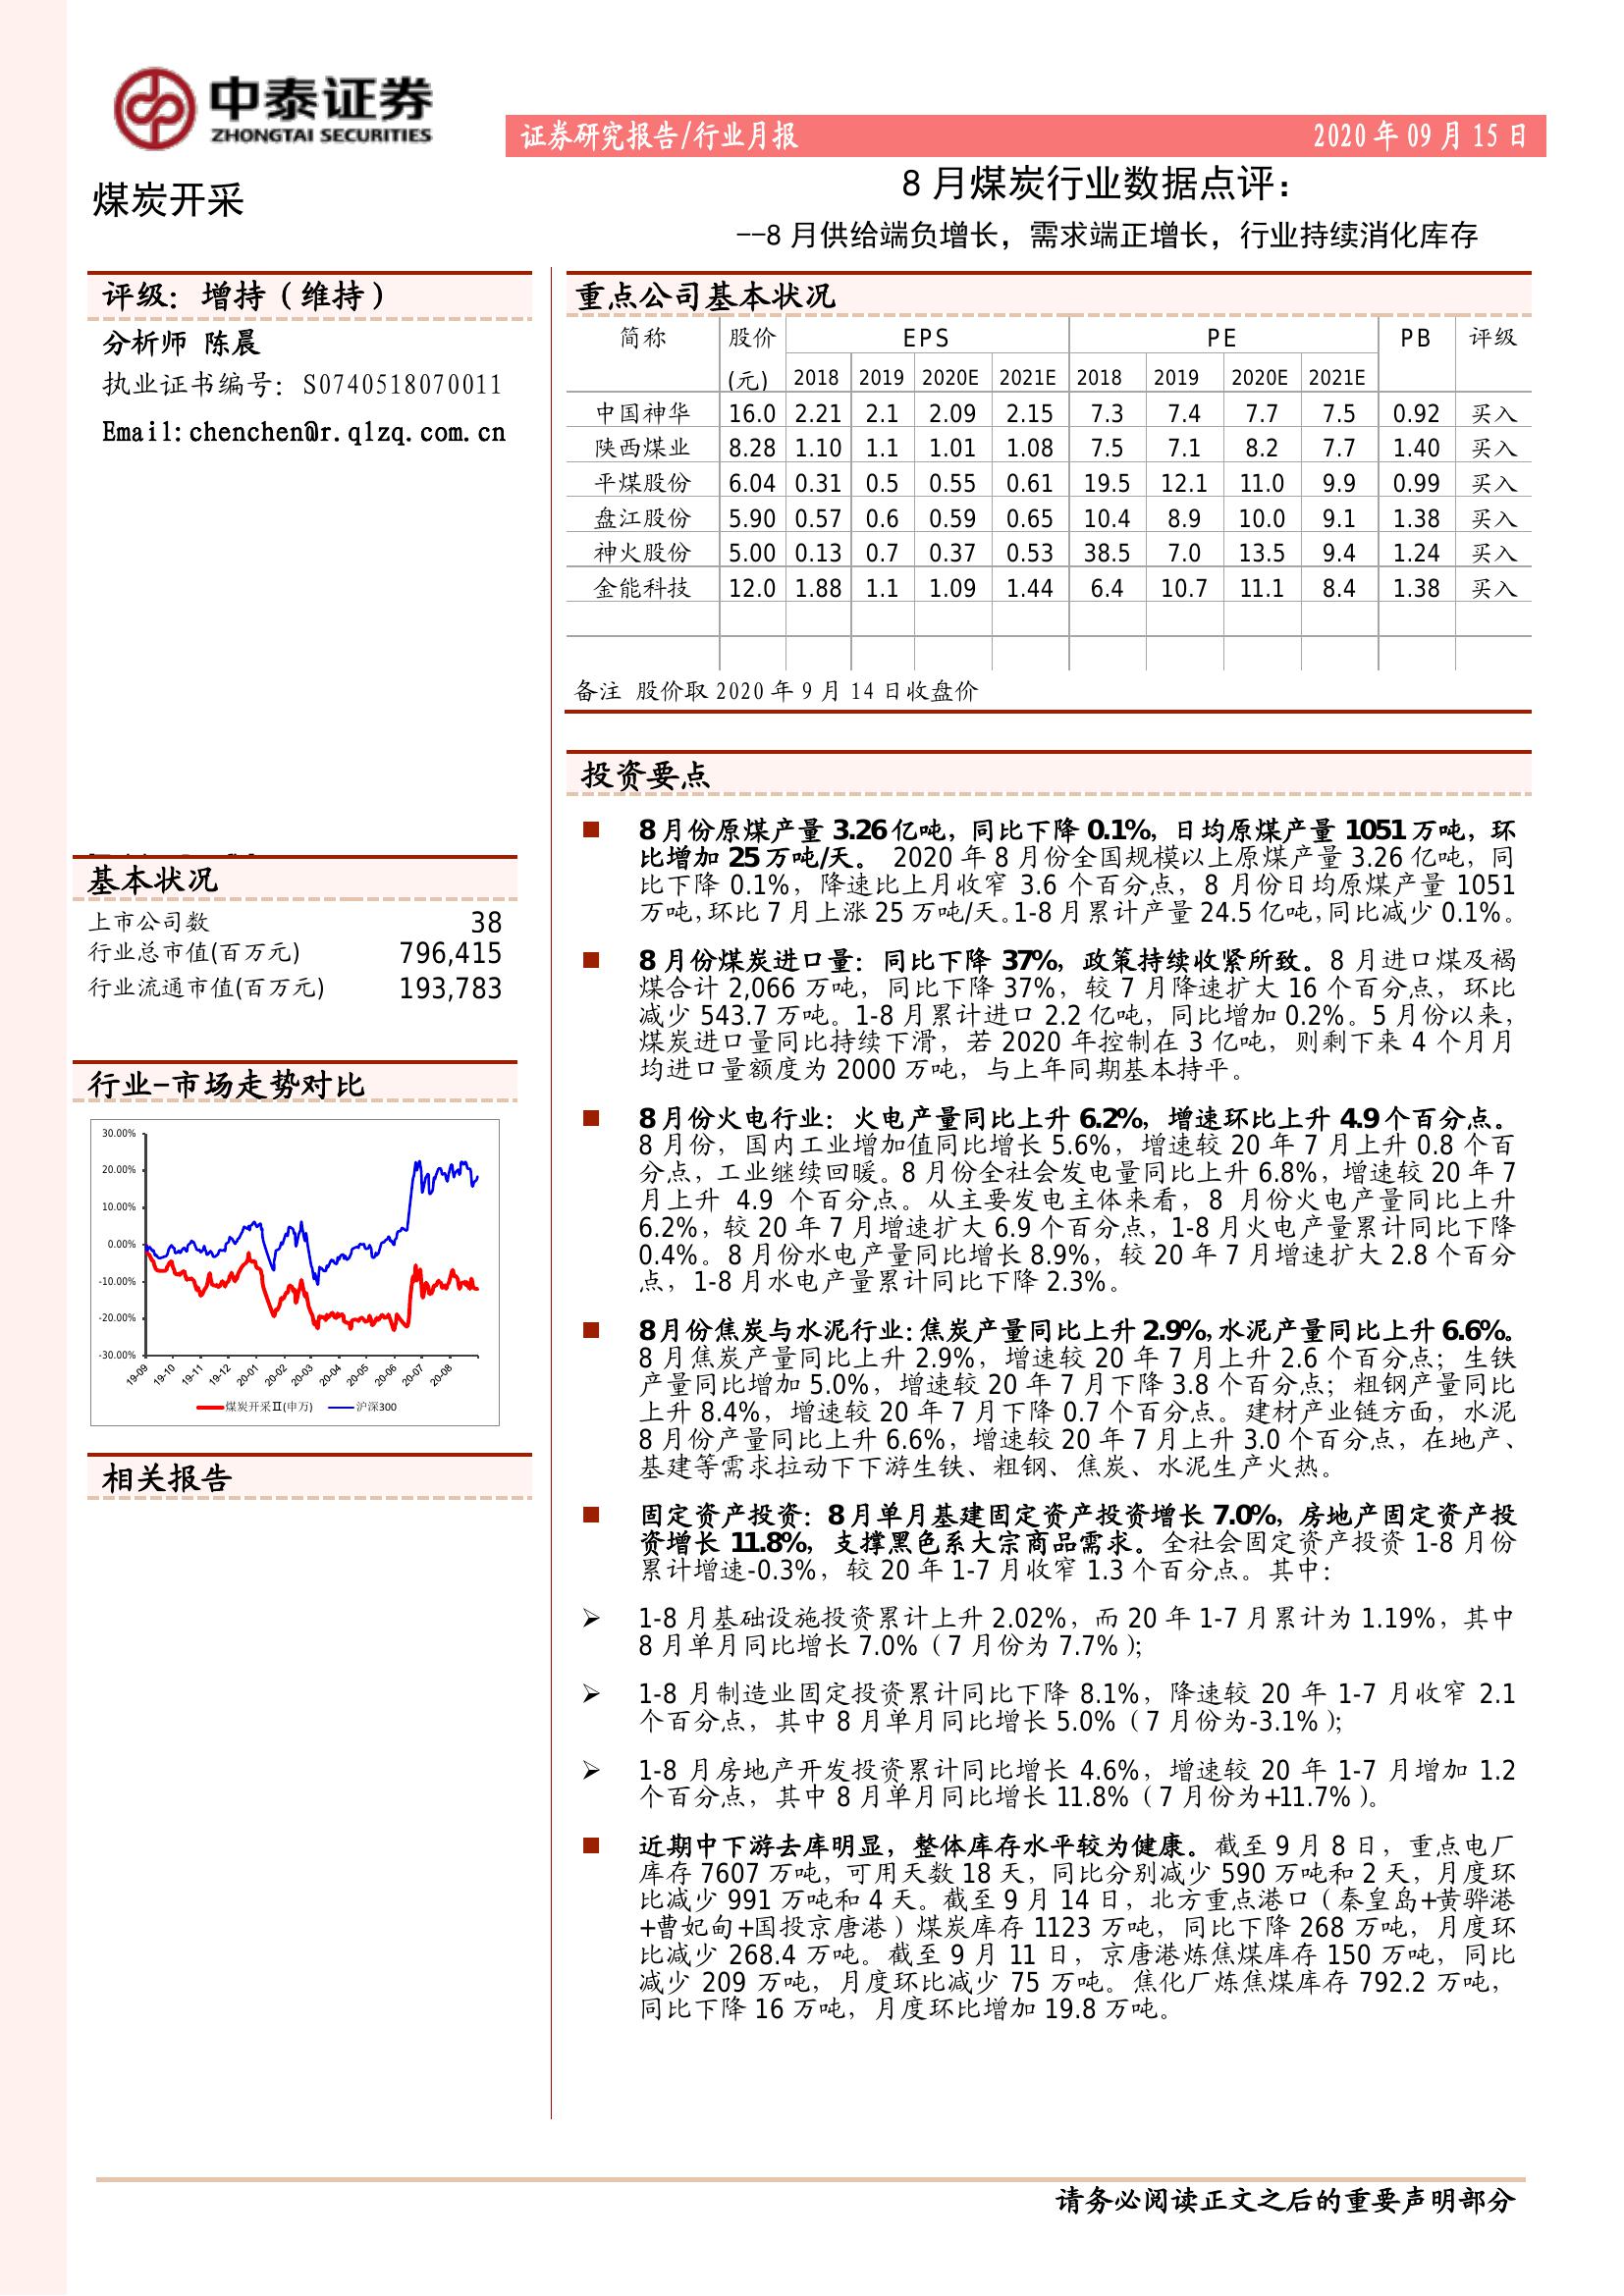 中泰证券
ZHONGTAI SECURITIES
证券研究报告/行业月报 2020 年 09 月 15 日
煤炭开采
8 月煤炭行业数据点评：
--8 月供给端负增长，需求端正增长，行业持续消化库存
评级：增持（维持）
分析师 陈晨
执业证书编号：S0740518070011
Email:chenchen@r.qlzq.com.cn
基本状况
上市公司数 38
行业总市值(百万元) 796,415
行业流通市值(百万元) 193,783
行业-市场走势对比
30.00%
20.00%
10.00%
0.00%
-10.00%
-20.00%
-30.00%
19-09 19-10 19-11 19-12 20-01 20-02 20-03 20-04 20-05 20-06 20-07 20-08
煤炭开采Ⅱ(申万) 沪深300
相关报告
重点公司基本状况
简称 股价 EPS PE PB 评级
(元) 2018 2019 2020E 2021E 2018 2019 2020E 2021E
中国神华 16.0 2.21 2.1 2.09 2.15 7.3 7.4 7.7 7.5 0.92 买入
陕西煤业 8.28 1.10 1.1 1.01 1.08 7.5 7.1 8.2 7.7 1.40 买入
平煤股份 6.04 0.31 0.5 0.55 0.61 19.5 12.1 11.0 9.9 0.99 买入
盘江股份 5.90 0.57 0.6 0.59 0.65 10.4 8.9 10.0 9.1 1.38 买入
神火股份 5.00 0.13 0.7 0.37 0.53 38.5 7.0 13.5 9.4 1.24 买入
金能科技 12.0 1.88 1.1 1.09 1.44 6.4 10.7 11.1 8.4 1.38 买入
备注 股价取 2020 年 9 月 14 日收盘价
投资要点
■ 8 月份原煤产量 3.26 亿吨，同比下降 0.1%，日均原煤产量 1051 万吨，环
比增加 25 万吨/天。 2020 年 8 月份全国规模以上原煤产量 3.26 亿吨，同
比下降 0.1%，降速比上月收窄 3.6 个百分点，8 月份日均原煤产量 1051
万吨，环比 7 月上涨 25 万吨/天。1-8 月累计产量 24.5 亿吨，同比减少 0.1%。
■ 8 月份煤炭进口量：同比下降 37%，政策持续收紧所致。8 月进口煤及褐
煤合计 2,066 万吨，同比下降 37%，较 7 月降速扩大 16 个百分点，环比
减少 543.7 万吨。1-8 月累计进口 2.2 亿吨，同比增加 0.2%。5 月份以来，
煤炭进口量同比持续下滑，若 2020 年控制在 3 亿吨，则剩下来 4 个月月
均进口量额度为 2000 万吨，与上年同期基本持平。
■ 8 月份火电行业：火电产量同比上升 6.2%，增速环比上升 4.9 个百分点。
8 月份，国内工业增加值同比增长 5.6%，增速较 20 年 7 月上升 0.8 个百
分点，工业继续回暖。8 月份全社会发电量同比上升 6.8%，增速较 20 年 7
月上升 4.9 个百分点。从主要发电主体来看，8 月份火电产量同比上升
6.2%，较 20 年 7 月增速扩大 6.9 个百分点，1-8 月火电产量累计同比下降
0.4%。8 月份水电产量同比增长 8.9%，较 20 年 7 月增速扩大 2.8 个百分
点，1-8 月水电产量累计同比下降 2.3%。
■ 8 月份焦炭与水泥行业：焦炭产量同比上升 2.9%，水泥产量同比上升 6.6%。
8 月焦炭产量同比上升 2.9%，增速较 20 年 7 月上升 2.6 个百分点；生铁
产量同比增加 5.0%，增速较 20 年 7 月下降 3.8 个百分点；粗钢产量同比
上升 8.4%，增速较 20 年 7 月下降 0.7 个百分点。建材产业链方面，水泥
8 月份产量同比上升 6.6%，增速较 20 年 7 月上升 3.0 个百分点，在地产、
基建等需求拉动下下游生铁、粗钢、焦炭、水泥生产火热。
■ 固定资产投资：8 月单月基建固定资产投资增长 7.0%，房地产固定资产投
资增长 11.8%，支撑黑色系大宗商品需求。全社会固定资产投资 1-8 月份
累计增速-0.3%，较 20 年 1-7 月收窄 1.3 个百分点。其中：
➢ 1-8 月基础设施投资累计上升 2.02%，而 20 年 1-7 月累计为 1.19%，其中
8 月单月同比增长 7.0%（7 月份为 7.7%）；
➢ 1-8 月制造业固定投资累计同比下降 8.1%，降速较 20 年 1-7 月收窄 2.1
个百分点，其中 8 月单月同比增长 5.0%（7 月份为-3.1%）；
➢ 1-8 月房地产开发投资累计同比增长 4.6%，增速较 20 年 1-7 月增加 1.2
个百分点，其中 8 月单月同比增长 11.8%（7 月份为+11.7%）。
■ 近期中下游去库明显，整体库存水平较为健康。截至 9 月 8 日，重点电厂
库存 7607 万吨，可用天数 18 天，同比分别减少 590 万吨和 2 天，月度环
比减少 991 万吨和 4 天。截至 9 月 14 日，北方重点港口（秦皇岛+黄骅港
+曹妃甸+国投京唐港）煤炭库存 1123 万吨，同比下降 268 万吨，月度环
比减少 268.4 万吨。截至 9 月 11 日，京唐港炼焦煤库存 150 万吨，同比
减少 209 万吨，月度环比减少 75 万吨。焦化厂炼焦煤库存 792.2 万吨，
同比下降 16 万吨，月度环比增加 19.8 万吨。
请务必阅读正文之后的重要声明部分